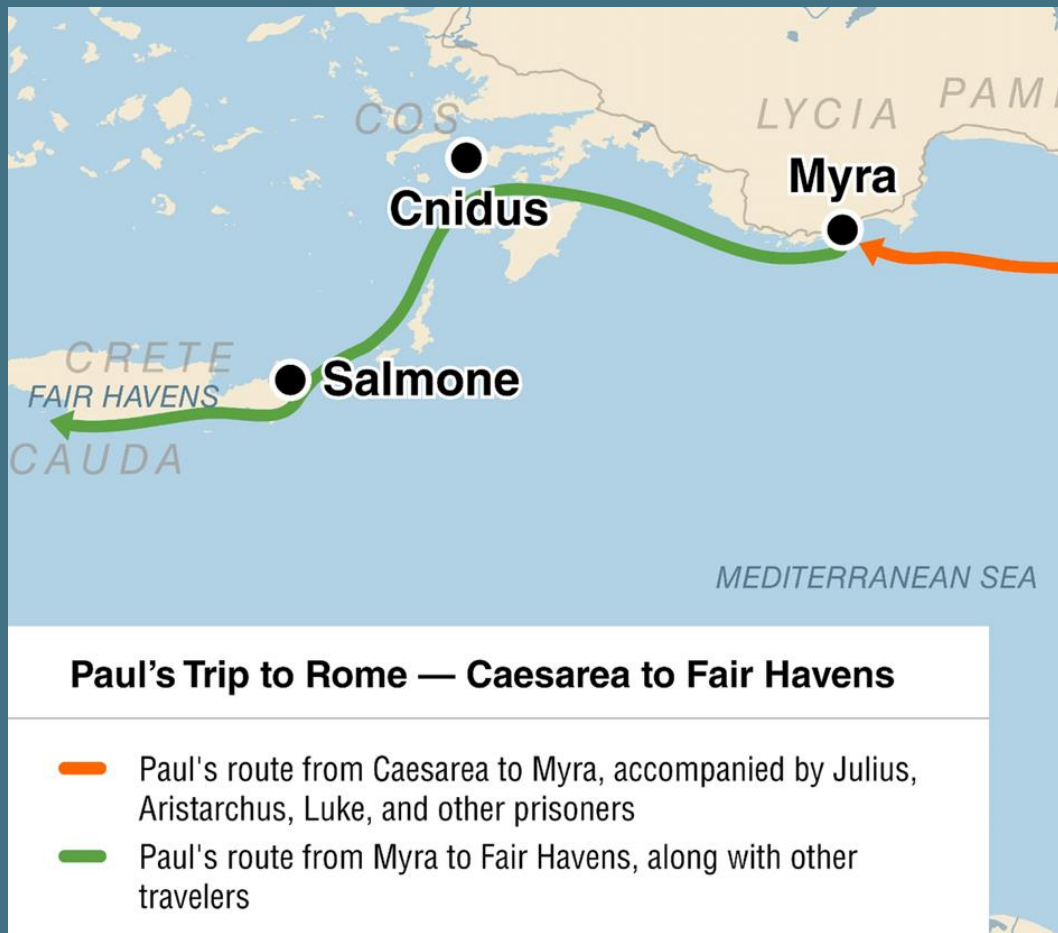 COS
LYCIA
PAMI
Myra
Cnidus
CRETE
Salmone
FAIR HAVENS
CAUDA
MEDITERRANEAN SEA
Paul’s Trip to Rome — Caesarea to Fair Havens
Paul's route from Caesarea to Myra, accompanied by Julius,
Aristarchus, Luke, and other prisoners
Paul's route from Myra to Fair Havens, along with other
travelers